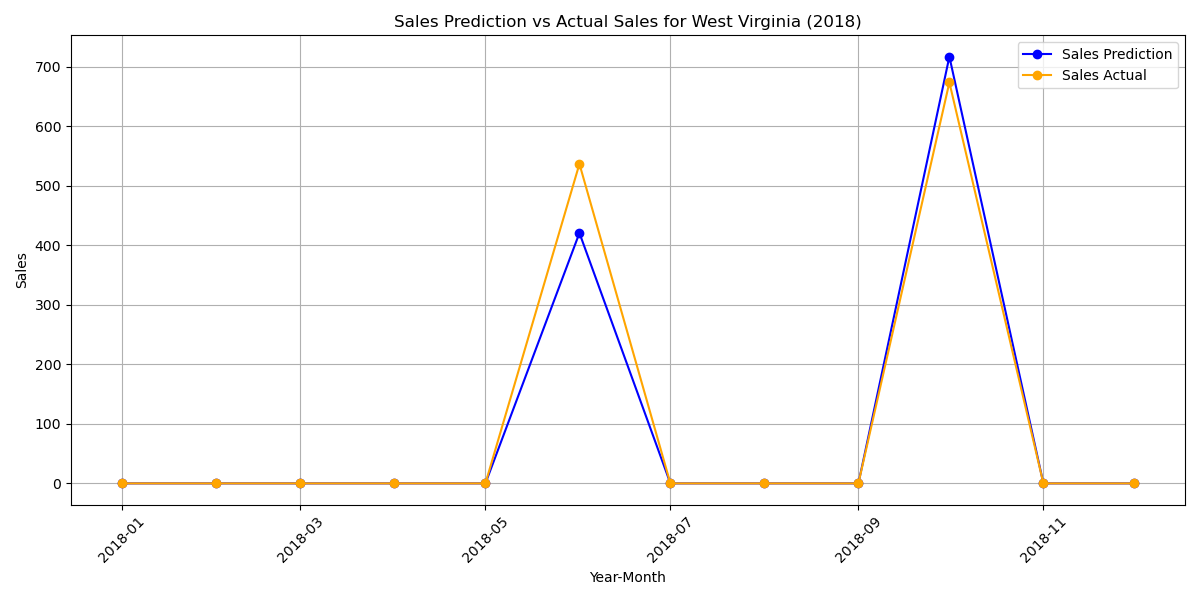 Sales Prediction vs Actual Sales for West Virginia (2018)
Sales Prediction
Sales Actual
Sales
700
600
500
400
300
200
100
0
2018-01
2018-03
2018-05
2018-07
2018-09
2018-11
Year-Month